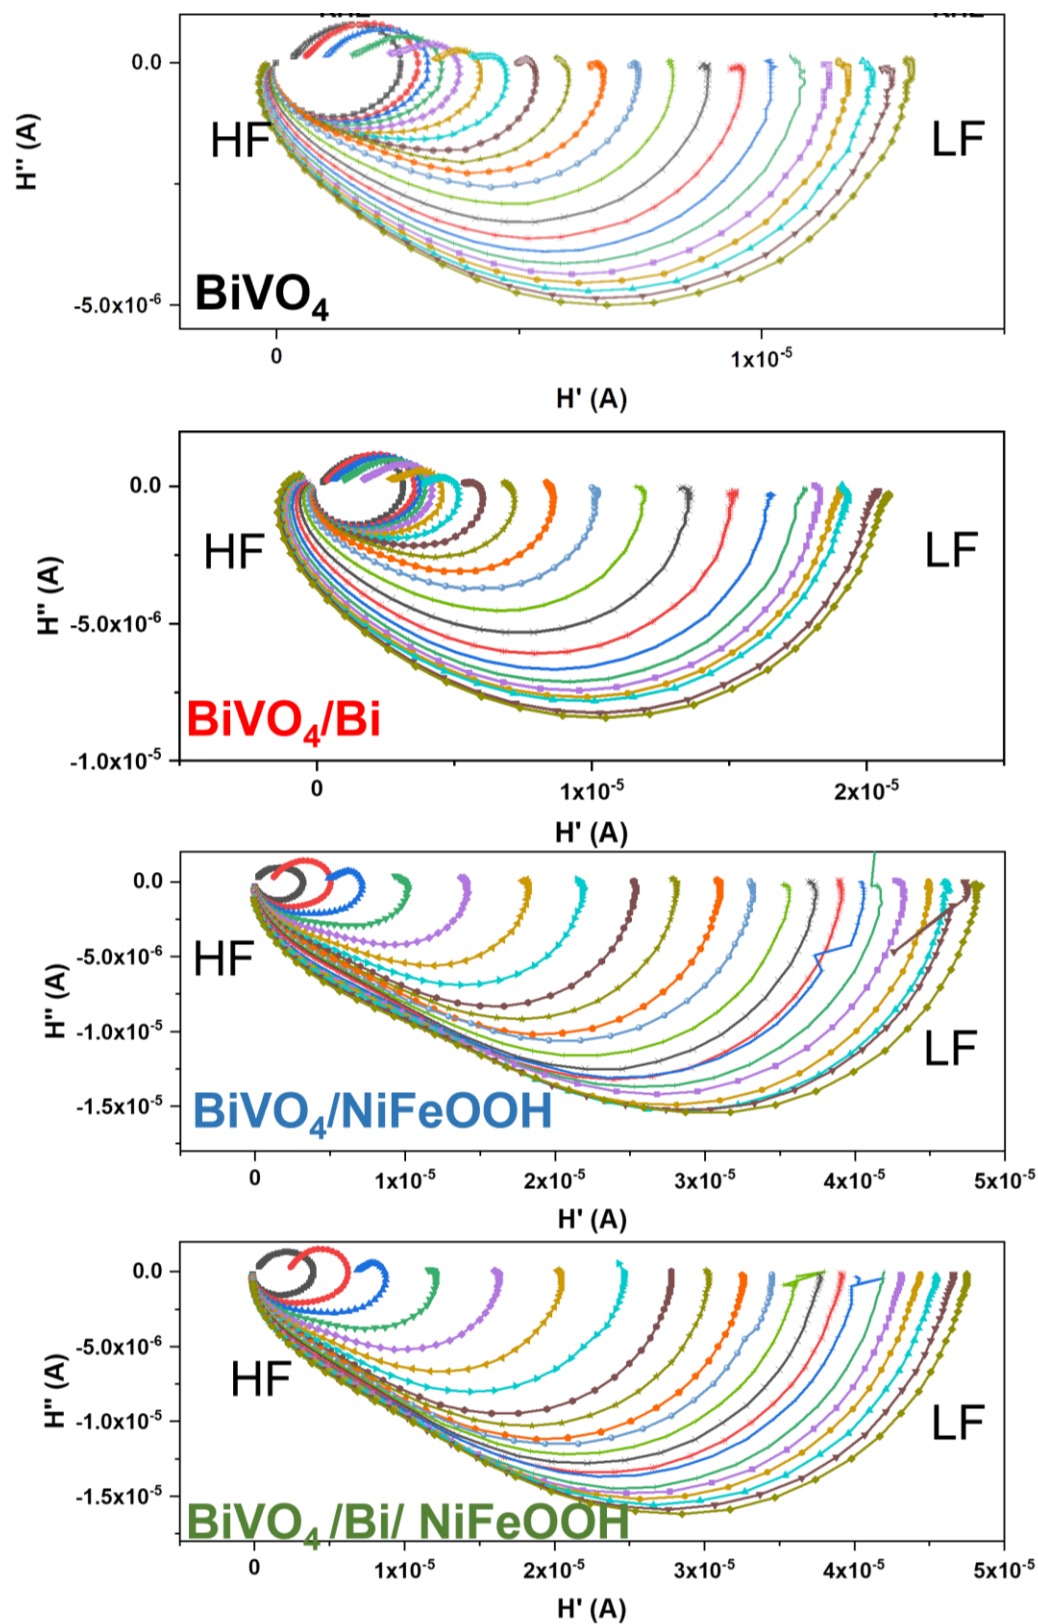 0.0
HF
LF
H'' (A)
BiVO4
-5.0x10-6
0
1x10-5
H' (A)
0.0
HF
LF
H'' (A)
-5.0x10-6
BiVO4/Bi
-1.0x10-5
0
1x10-5
2x10-5
H' (A)
0.0
HF
-5.0x10-6
H'' (A)
-1.0x10-5
LF
-1.5x10-5
BiVO4/NiFeOOH
0
1x10-5
2x10-5
3x10-5
4x10-5
5x10-5
H' (A)
0.0
-5.0x10-6
HF
H'' (A)
-1.0x10-5
LF
-1.5x10-5
BiVO4 /Bi/ NiFeOOH
0
1x10-5
2x10-5
3x10-5
4x10-5
5x10-5
H' (A)